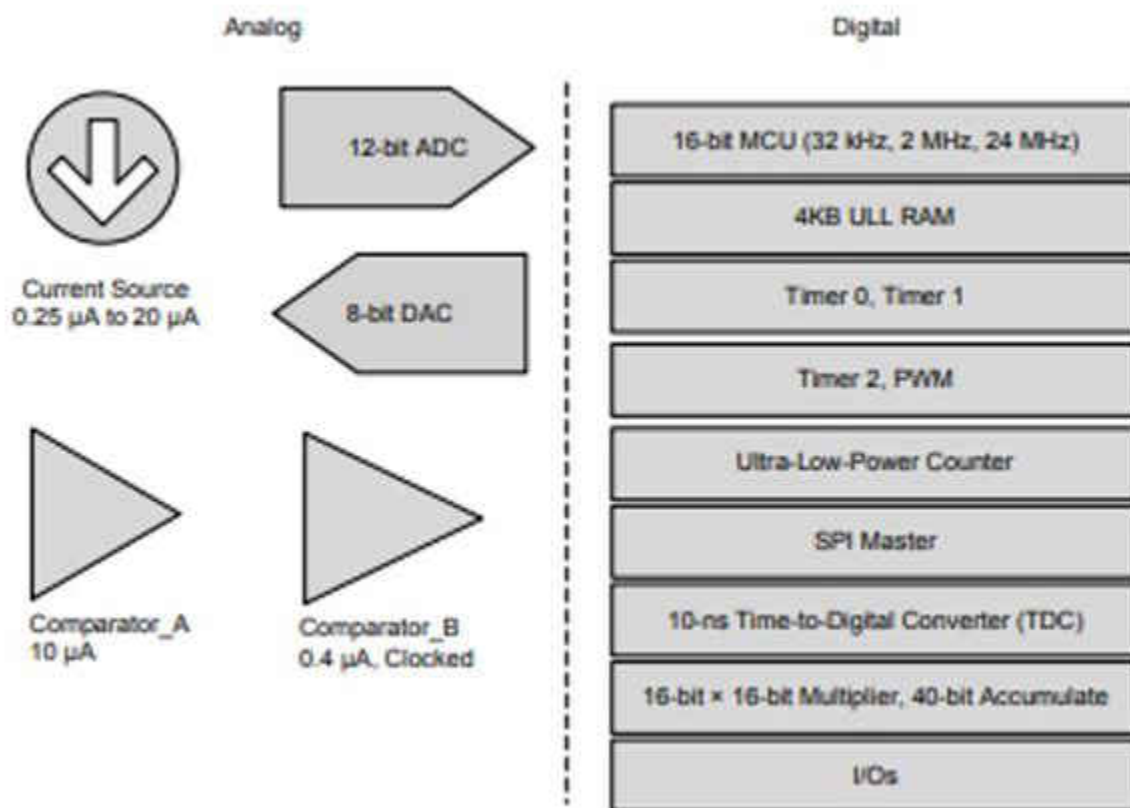 Analog
Digital
12-bit ADC
Current Source
0.25 µA to 20 µA
8-bit DAC
Comparator_A
10 µA
Comparator_B
0.4 µA, Clocked
16-bit MCU (32 kHz, 2 MHz, 24 MHz)
4KB ULL RAM
Timer 0, Timer 1
Timer 2, PWM
Ultra-Low-Power Counter
SPI Master
10-ns Time-to-Digital Converter (TDC)
16-bit × 16-bit Multiplier, 40-bit Accumulate
I/Os